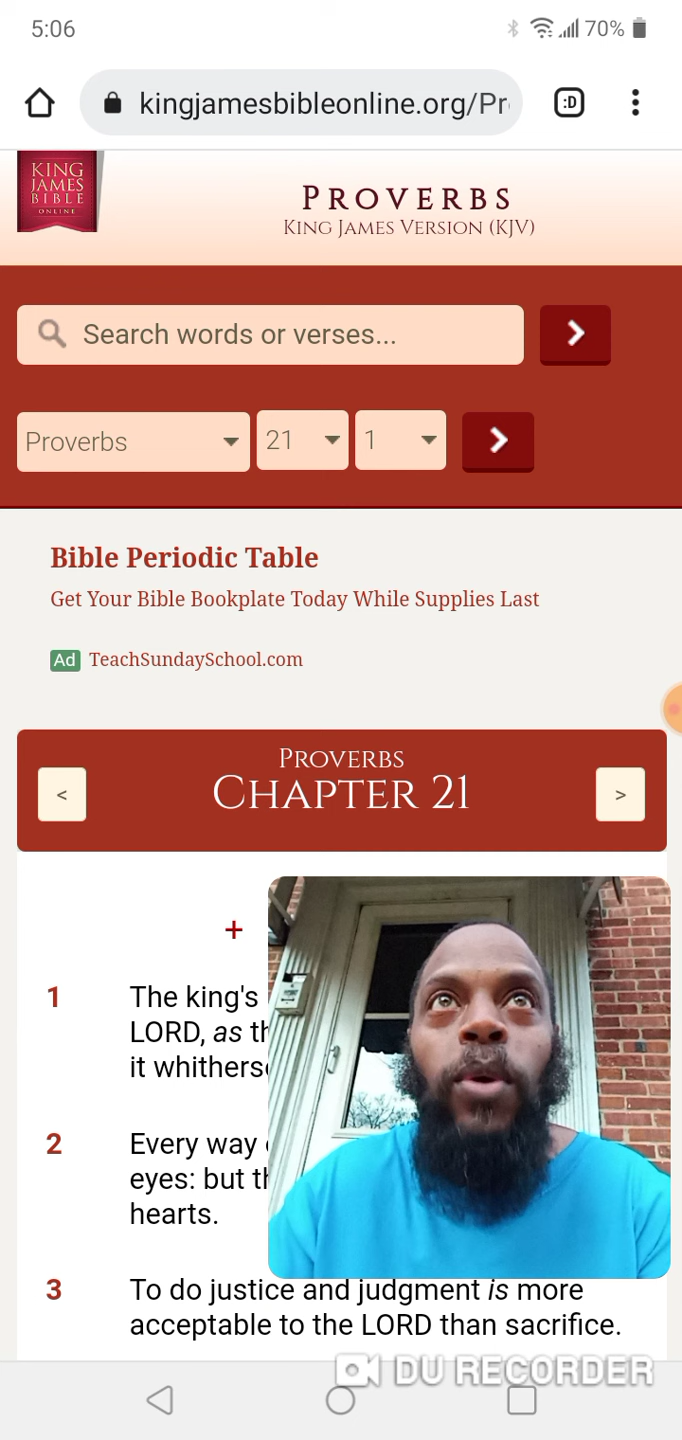 5:06
70%
kingjamesbibleonline.org/Pr
:D
KING
JAMES
BIBLE
ONLINE
PROVERBS
KING JAMES VERSION (KJV)
Search words or verses...
Proverbs 21 1
Bible Periodic Table
Get Your Bible Bookplate Today While Supplies Last
Ad TeachSundaySchool.com
PROVERBS
< CHAPTER 21 >
+
1 The king's
LORD, as th
it whitherso
2 Every way
eyes: but th
hearts.
3 To do justice and judgment is more
acceptable to the LORD than sacrifice.
DU RECORDER